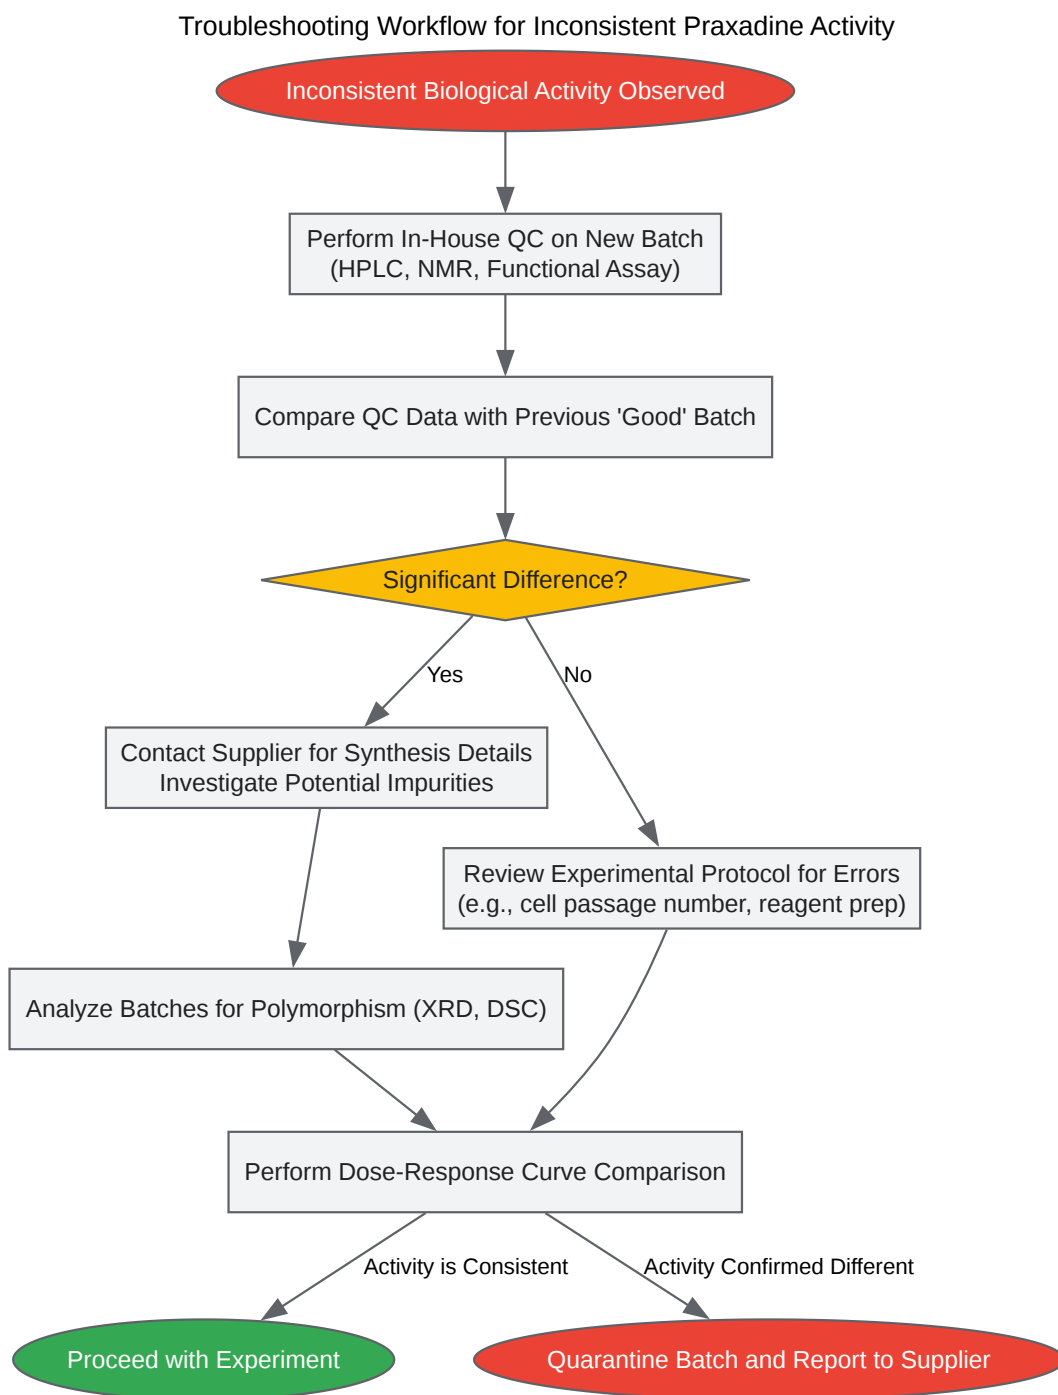 Troubleshooting Workflow for Inconsistent Praxadine Activity
Inconsistent Biological Activity Observed
Perform In-House QC on New Batch
(HPLC, NMR, Functional Assay)
Compare QC Data with Previous 'Good' Batch
Significant Difference?
Yes
No
Contact Supplier for Synthesis Details
Investigate Potential Impurities
Review Experimental Protocol for Errors
(e.g., cell passage number, reagent prep)
Analyze Batches for Polymorphism (XRD, DSC)
Perform Dose-Response Curve Comparison
Activity is Consistent
Activity Confirmed Different
Proceed with Experiment
Quarantine Batch and Report to Supplier